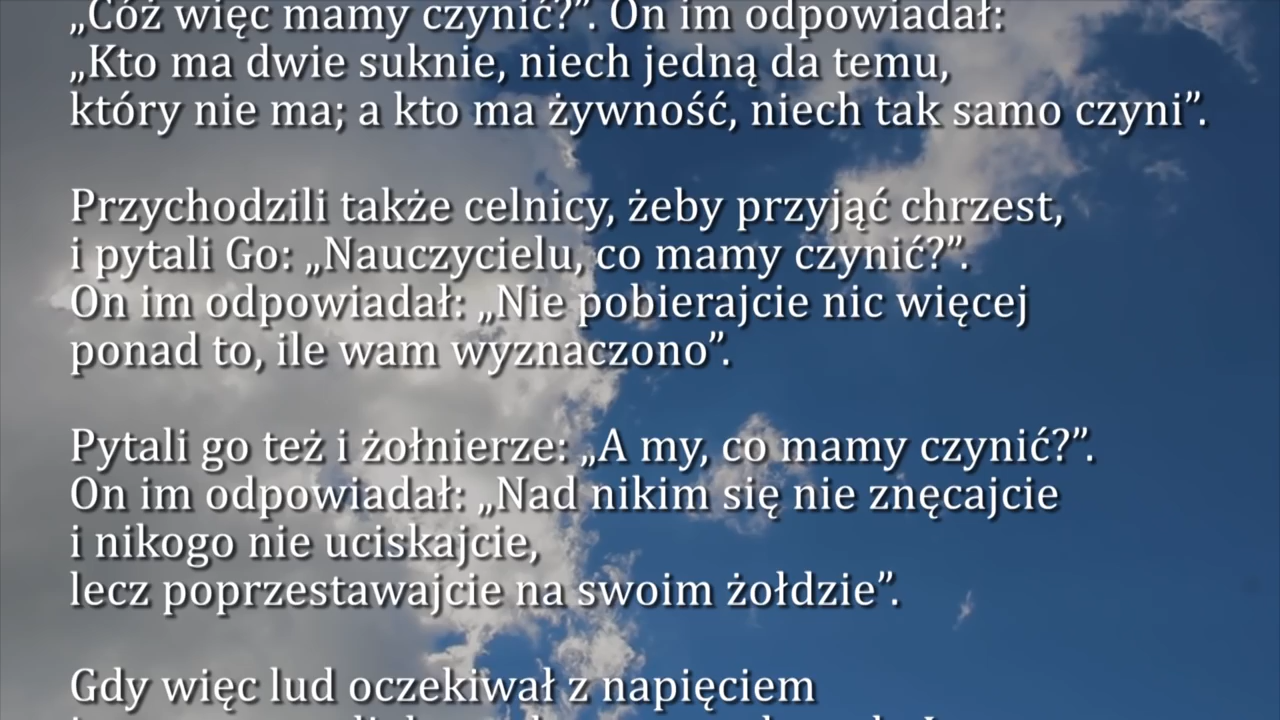 „Cóż więc mamy czynić?”. On im odpowiadał:
„Kto ma dwie suknie, niech jedną da temu,
który nie ma; a kto ma żywność, niech tak samo czyni”.
Przychodzili także celnicy, żeby przyjąć chrzest,
i pytali Go: „Nauczycielu, co mamy czynić?”.
On im odpowiadał: „Nie pobierajcie nic więcej
ponad to, ile wam wyznaczono”.
Pytali go też i żołnierze: „A my, co mamy czynić?”.
On im odpowiadał: „Nad nikim się nie znęcajcie
i nikogo nie uciskajcie,
lecz poprzestawajcie na swoim żołdzie”.
Gdy więc lud oczekiwał z napięciem